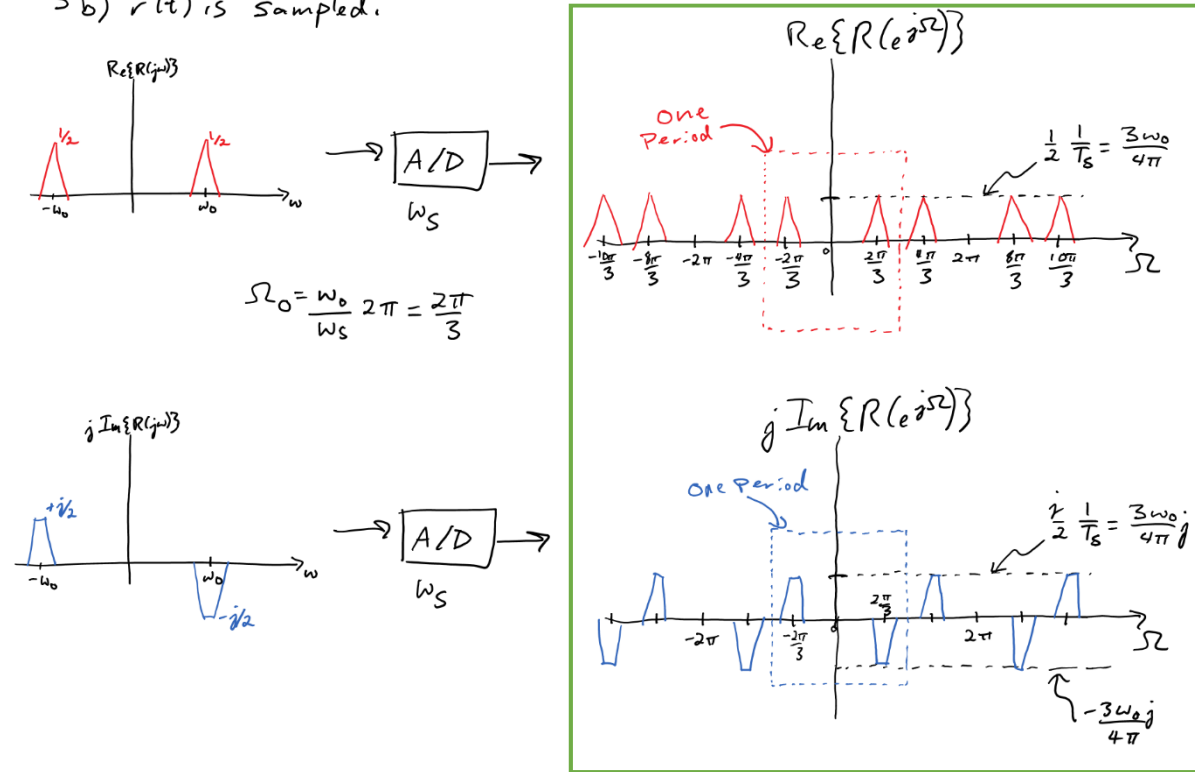 3b) r(t) is sampled.
Re{R(jω)}
1/2
1/2
-ω₀
ω₀
ω
A/D
ωs
Ω₀ = ω₀/ωs 2π = 2π/3
j Im{R(jω)}
+j/2
-ω₀
ω₀
ω
-j/2
A/D
ωs
Re{R(e^jΩ)}
one
Period
1/2 1/Ts = 3ω₀/4π
-10π/3 -8π/3 -2π -4π/3 -2π/3 0 2π/3 4π/3 2π 8π/3 10π/3 Ω
j Im{R(e^jΩ)}
One Period
j/2 1/Ts = 3ω₀/4π j
-2π -2π/3 0 2π/3 2π Ω
-3ω₀j/4π